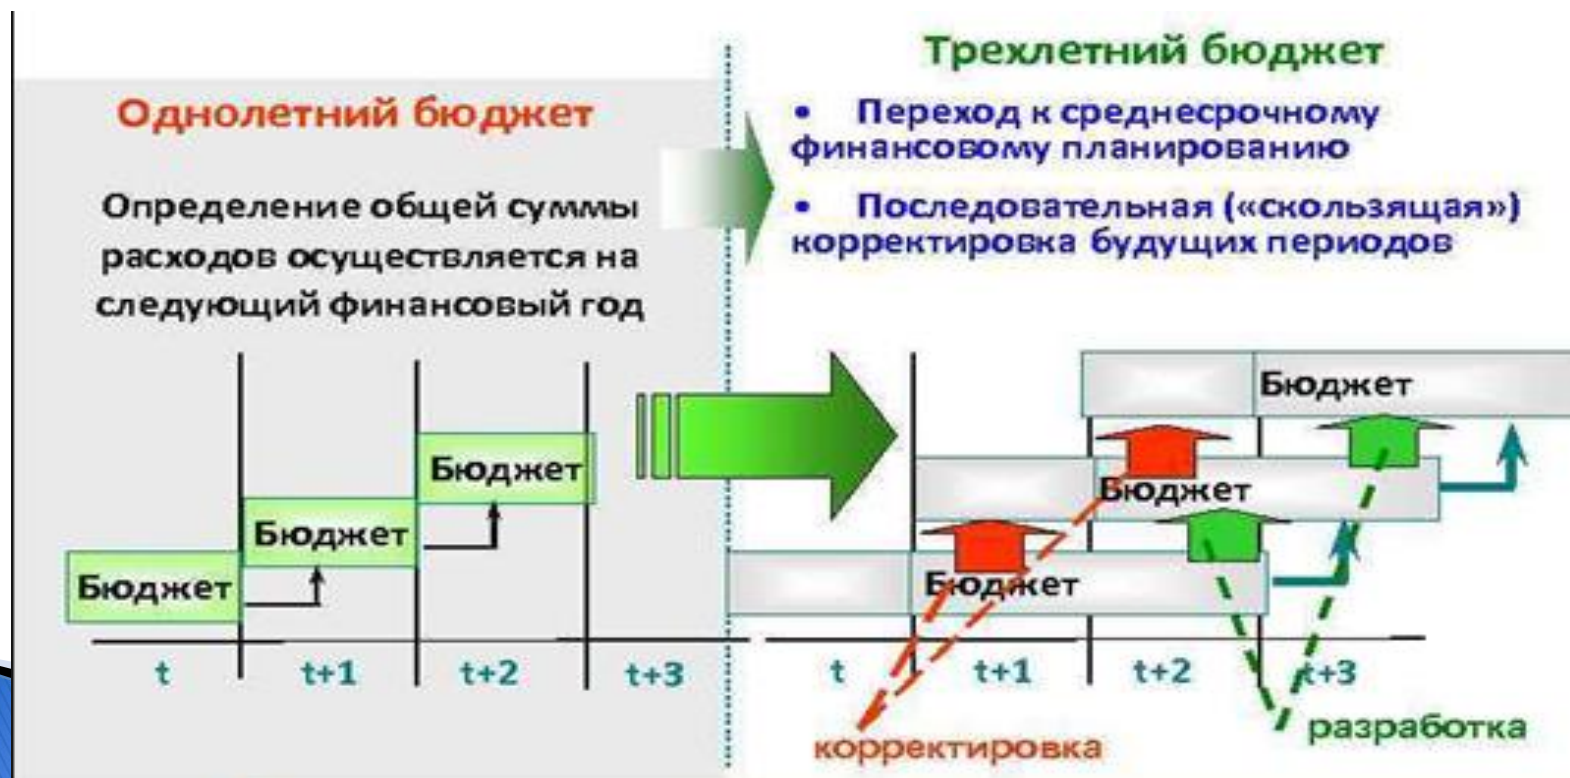 Однолетний бюджет
Определение общей суммы
расходов осуществляется на
следующий финансовый год
Бюджет
Бюджет
Бюджет
t
t+1
t+2
t+3
Трехлетний бюджет
• Переход к среднесрочному
финансовому планированию
• Последовательная («скользящая»)
корректировка будущих периодов
Бюджет
Бюджет
Бюджет
t
t+1
t+2
t+3
корректировка
разработка